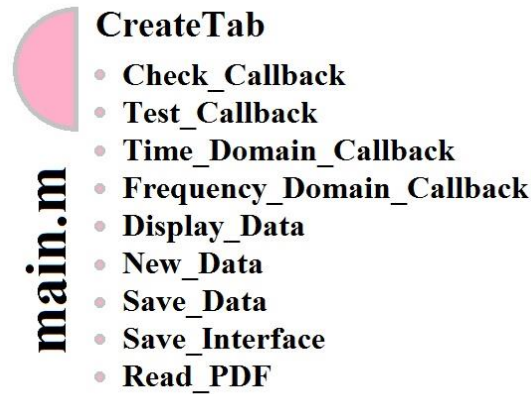 CreateTab
Check_Callback
Test_Callback
Time_Domain_Callback
Frequency_Domain_Callback
Display_Data
New_Data
Save_Data
Save_Interface
Read_PDF
main.m